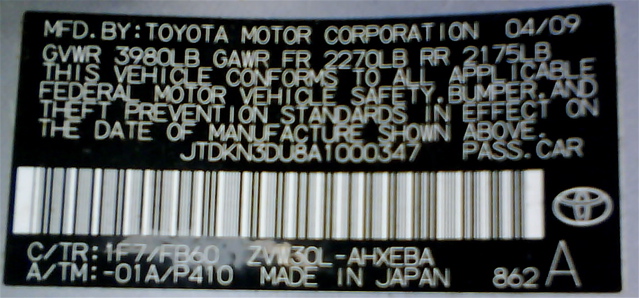 MFD. BY: TOYOTA MOTOR CORPORATION 04/09
GVWR 3980LB GAWR FR 2270LB RR 2175LB
THIS VEHICLE CONFORMS TO ALL APPLICABLE
FEDERAL MOTOR VEHICLE SAFETY, BUMPER, AND
THEFT PREVENTION STANDARDS IN EFFECT ON
THE DATE OF MANUFACTURE SHOWN ABOVE.
JTDKN3DU8A1000347 PASS. CAR
C/TR: 1F7/FB60 ZVW30L-AHXEBA
A/TM: -01A/P410 MADE IN JAPAN 862 A